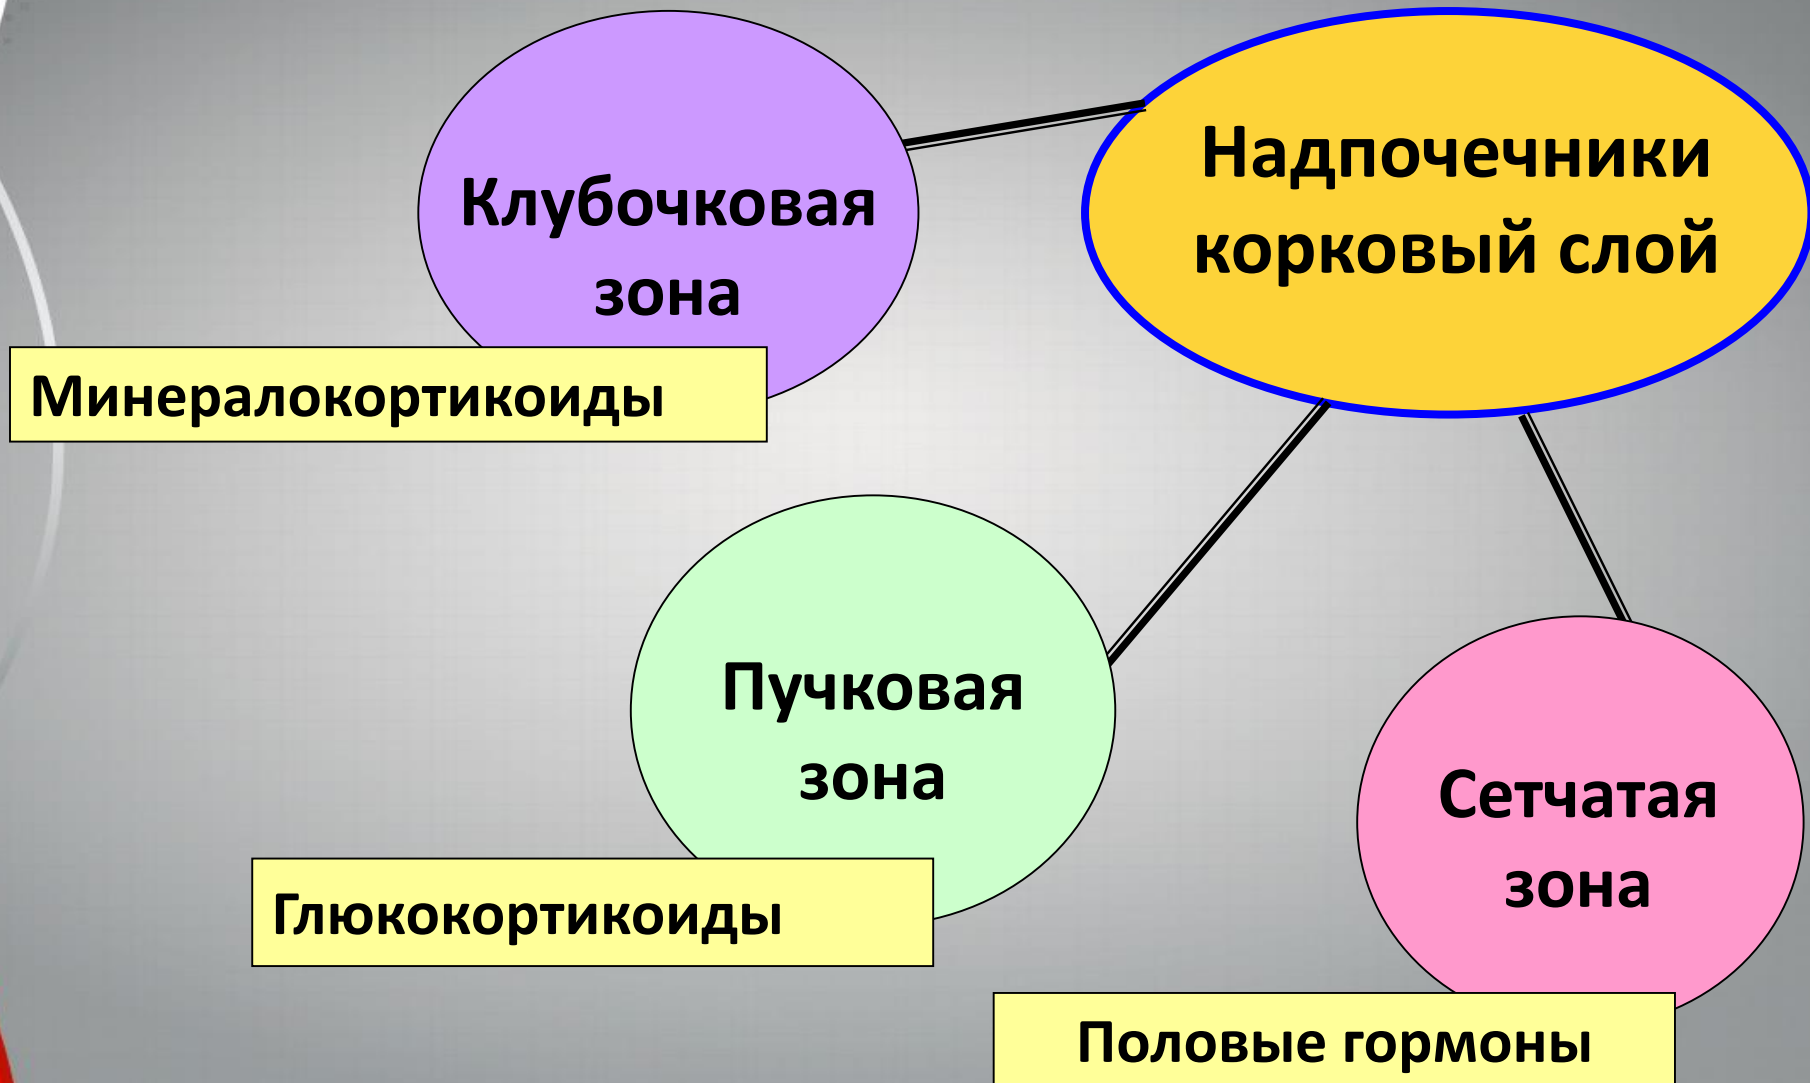 Надпочечники
корковый слой
Клубочковая
зона
Минералокортикоиды
Пучковая
зона
Глюкокортикоиды
Сетчатая
зона
Половые гормоны